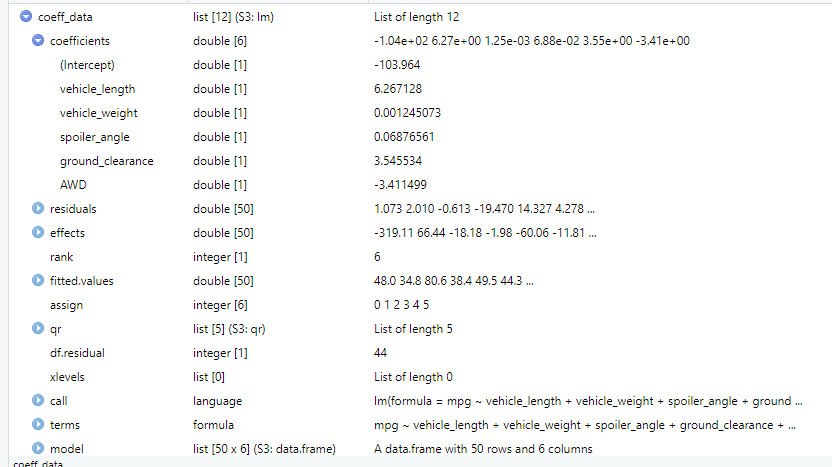 coeff_data list [12] (S3: lm) List of length 12
coefficients double [6] -1.04e+02 6.27e+00 1.25e-03 6.88e-02 3.55e+00 -3.41e+00
(Intercept) double [1] -103.964
vehicle_length double [1] 6.267128
vehicle_weight double [1] 0.001245073
spoiler_angle double [1] 0.06876561
ground_clearance double [1] 3.545534
AWD double [1] -3.411499
residuals double [50] 1.073 2.010 -0.613 -19.470 14.327 4.278 ...
effects double [50] -319.11 66.44 -18.18 -1.98 -60.06 -11.81 ...
rank integer [1] 6
fitted.values double [50] 48.0 34.8 80.6 38.4 49.5 44.3 ...
assign integer [6] 0 1 2 3 4 5
qr list [5] (S3: qr) List of length 5
df.residual integer [1] 44
xlevels list [0] List of length 0
call language lm(formula = mpg ~ vehicle_length + vehicle_weight + spoiler_angle + ground ...
terms formula mpg ~ vehicle_length + vehicle_weight + spoiler_angle + ground_clearance + ...
model list [50 x 6] (S3: data.frame) A data.frame with 50 rows and 6 columns
coeff_data